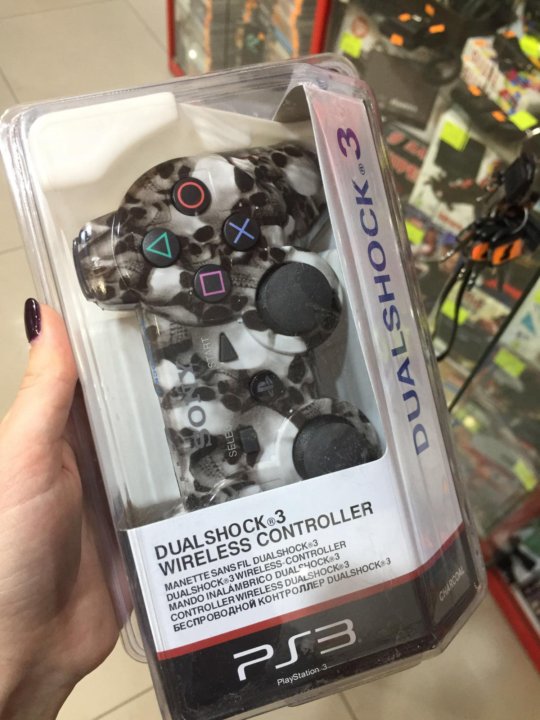 DUALSHOCK®3
START
SONY
SELECT
DUALSHOCK®3
WIRELESS CONTROLLER
MANETTE SANS FIL DUALSHOCK®3
DUALSHOCK®3 WIRELESS-CONTROLLER
MANDO INALÁMBRICO DUALSHOCK®3
CONTROLLER WIRELESS DUALSHOCK®3
БЕСПРОВОДНОЙ КОНТРОЛЛЕР DUALSHOCK®3
CHARCOAL
PS3
PlayStation 3